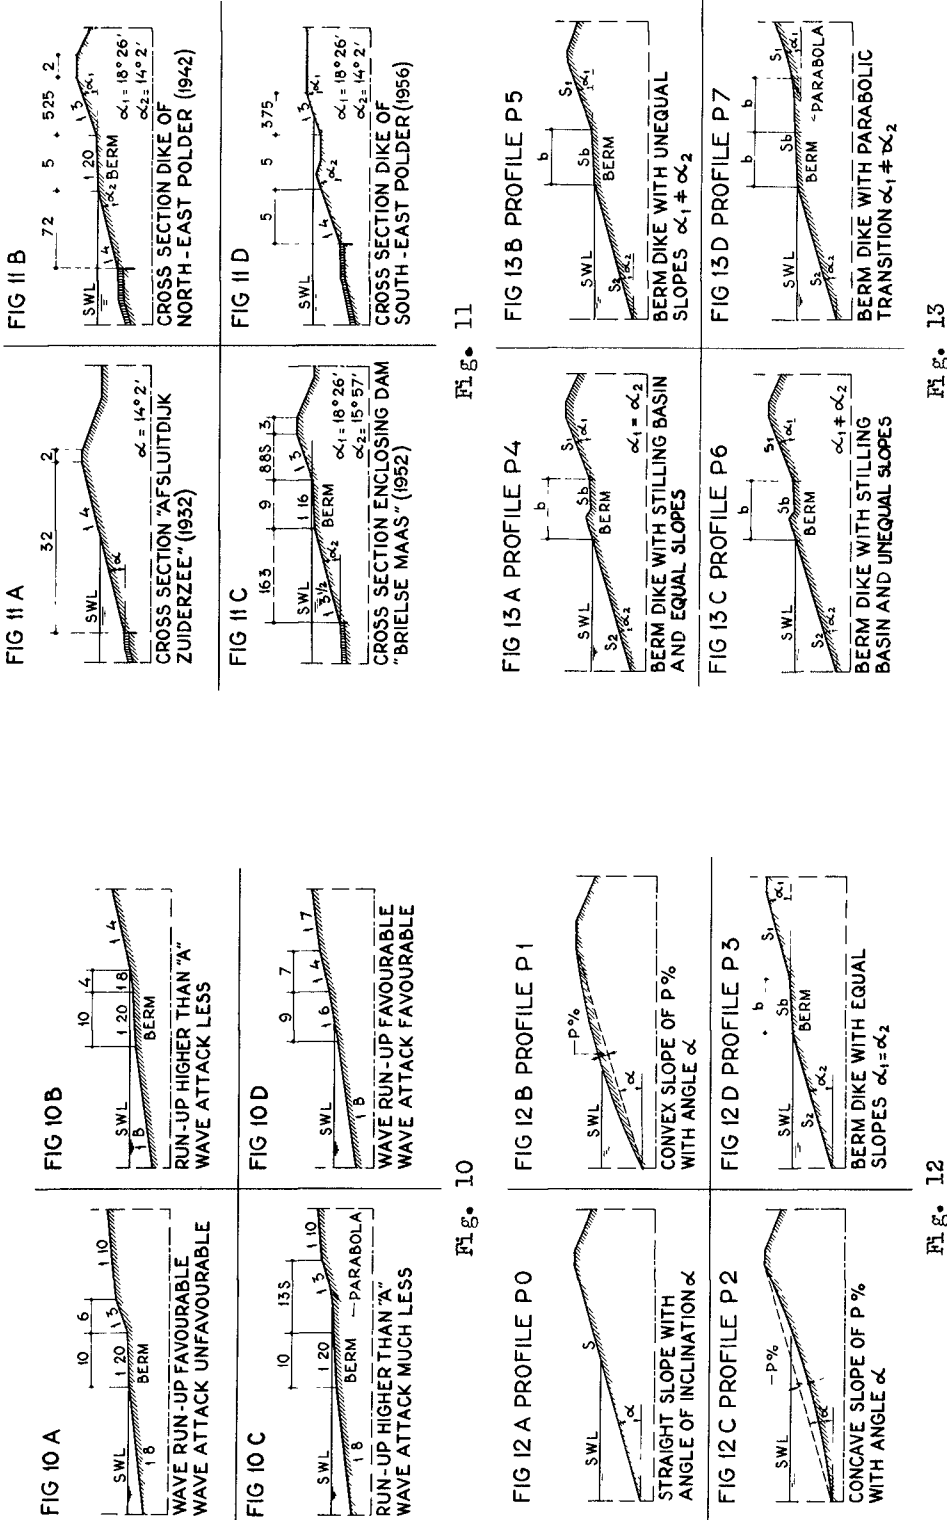 FIG 10 A
10
6
1 20
1 3
1 10
SWL
1 8
BERM
WAVE RUN-UP FAVOURABLE
WAVE ATTACK UNFAVOURABLE
FIG 10 B
10
4
SWL
1 8
1 20
1 8
1 4
BERM
RUN-UP HIGHER THAN "A"
WAVE ATTACK LESS
FIG 10 C
10
13S
SWL
1 8
1 20
1 3
1 10
BERM
PARABOLA
RUN-UP HIGHER THAN "A"
WAVE ATTACK MUCH LESS
FIG 10 D
9
7
SWL
1 8
1 6
1 4
1 7
WAVE RUN-UP FAVOURABLE
WAVE ATTACK FAVOURABLE
Fig. 10
FIG 11 A
32
2
SWL
1 4
α
α = 14° 2'
CROSS SECTION "AFSLUITDIJK
ZUIDERZEE" (1932)
FIG 11 B
72
5
525
2
SWL
1 4
α2
1 20
BERM
1 3
α1
α1 = 18° 26'
α2 = 14° 2'
CROSS SECTION DIKE OF
NORTH-EAST POLDER (1942)
FIG 11 C
163
9
88S
3
SWL
1 3½
α2
1 16
BERM
1 3
α1 = 18° 26'
α2 = 15° 57'
CROSS SECTION ENCLOSING DAM
"BRIELSE MAAS" (1952)
FIG 11 D
5
5
375
SWL
1 4
α2
1 3
α1
α1 = 18° 26'
α2 = 14° 2'
CROSS SECTION DIKE OF
SOUTH-EAST POLDER (1956)
Fig. 11
FIG 12 A PROFILE P0
SWL
S
α
STRAIGHT SLOPE WITH
ANGLE OF INCLINATION α
FIG 12 B PROFILE P1
P%
SWL
α
CONVEX SLOPE OF P %
WITH ANGLE α
FIG 12 C PROFILE P2
P%
SWL
α
CONCAVE SLOPE OF P %
WITH ANGLE α
FIG 12 D PROFILE P3
b
SWL
S2
α2
Sb
BERM
S1
α1
BERM DIKE WITH EQUAL
SLOPES α1 = α2
Fig. 12
FIG 13 A PROFILE P4
b
SWL
S2
α2
Sb
BERM
S1
α1
α1 = α2
BERM DIKE WITH STILLING BASIN
AND EQUAL SLOPES
FIG 13 B PROFILE P5
b
SWL
S2
α2
Sb
BERM
S1
α1
BERM DIKE WITH UNEQUAL
SLOPES α1 ≠ α2
FIG 13 C PROFILE P6
b
SWL
S2
α2
Sb
BERM
S1
α1
α1 ≠ α2
BERM DIKE WITH STILLING
BASIN AND UNEQUAL SLOPES
FIG 13 D PROFILE P7
b
b
SWL
S2
α2
Sb
BERM
S1
α1
PARABOLA
BERM DIKE WITH PARABOLIC
TRANSITION α1 ≠ α2
Fig. 13